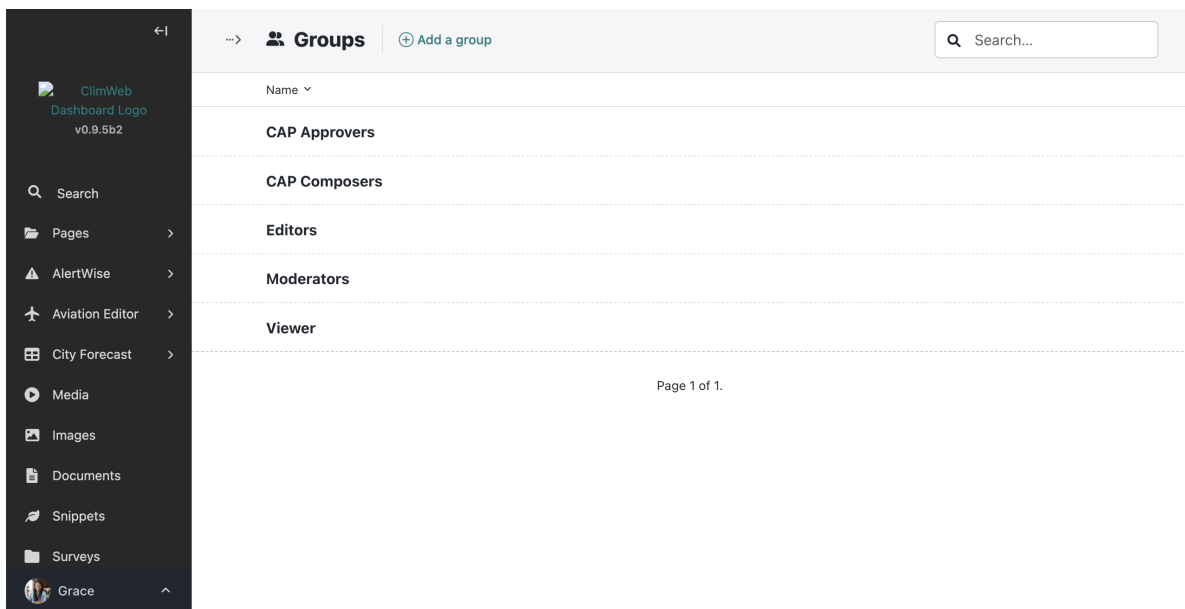 ClimWeb
Dashboard Logo
v0.9.5b2
Search
Pages
AlertWise
Aviation Editor
City Forecast
Media
Images
Documents
Snippets
Surveys
Grace
Groups
Add a group
Search...
Name
CAP Approvers
CAP Composers
Editors
Moderators
Viewer
Page 1 of 1.